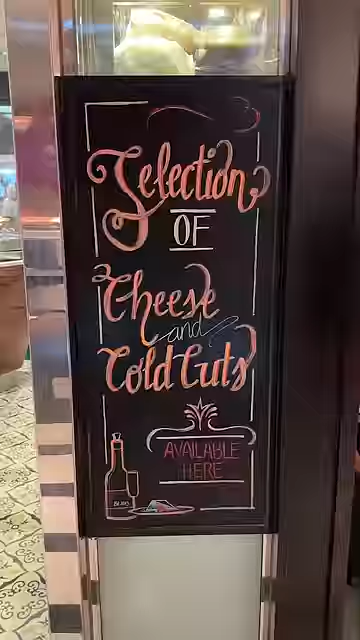 Selection
OF
Cheese
and
Cold Cuts
AVAILABLE
HERE